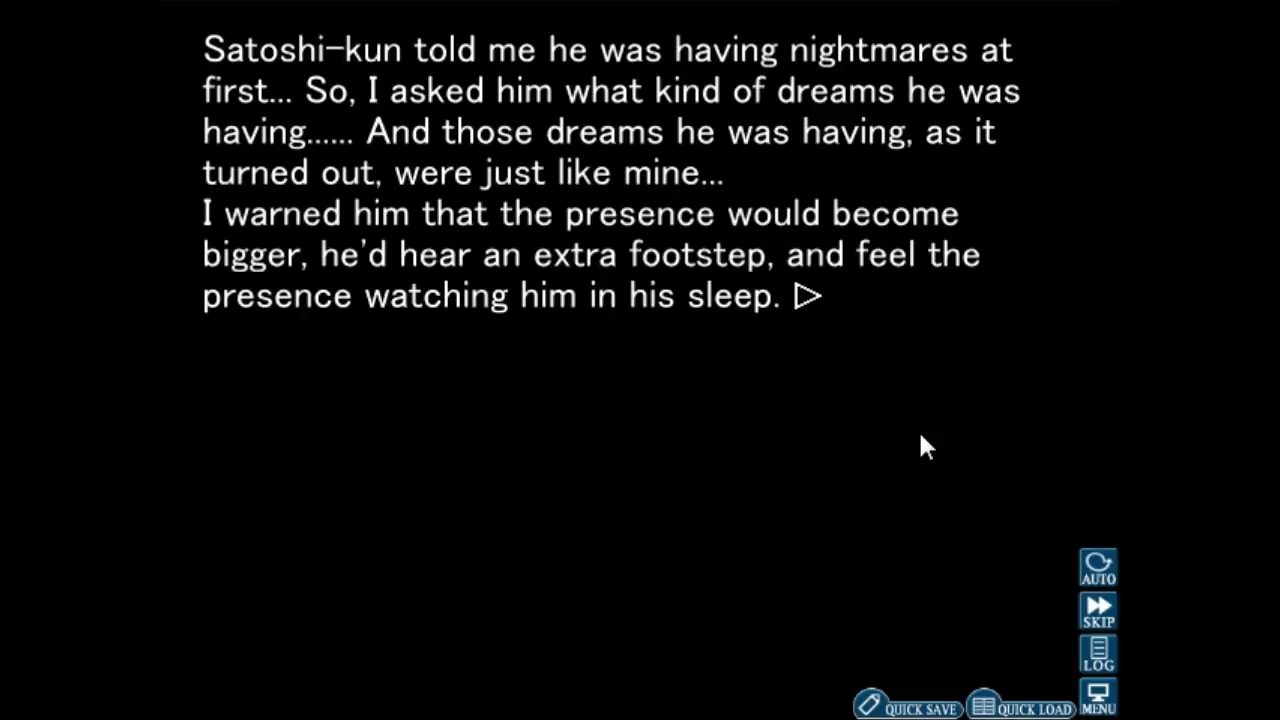 Satoshi-kun told me he was having nightmares at
first... So, I asked him what kind of dreams he was
having...... And those dreams he was having, as it
turned out, were just like mine...
I warned him that the presence would become
bigger, he'd hear an extra footstep, and feel the
presence watching him in his sleep.
AUTO
SKIP
LOG
MENU
QUICK SAVE
QUICK LOAD